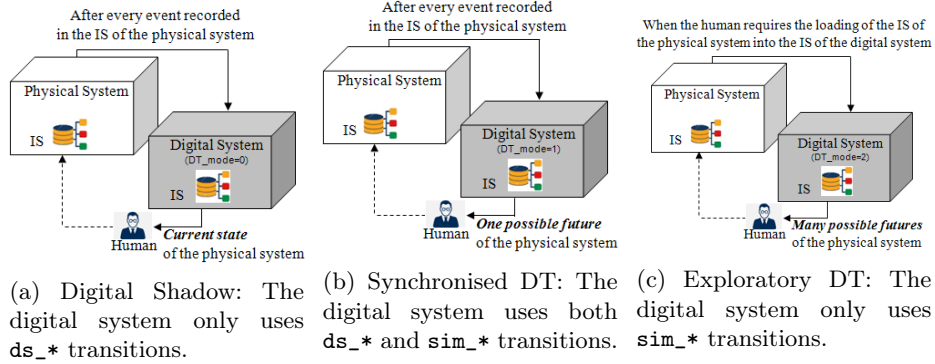 After every event recorded
in the IS of the physical system
Physical System
IS
Digital System
(DT_mode=0)
IS
Human
Current state
of the physical system
(a) Digital Shadow: The
digital system only uses
ds_* transitions.
After every event recorded
in the IS of the physical system
Physical System
IS
Digital System
(DT_mode=1)
IS
Human
One possible future
of the physical system
(b) Synchronised DT: The
digital system uses both
ds_* and sim_* transitions.
When the human requires the loading of the IS of
the physical system into the IS of the digital system
Physical System
IS
Digital System
(DT_mode=2)
IS
Human
Many possible futures
of the physical system
(c) Exploratory DT: The
digital system only uses
sim_* transitions.